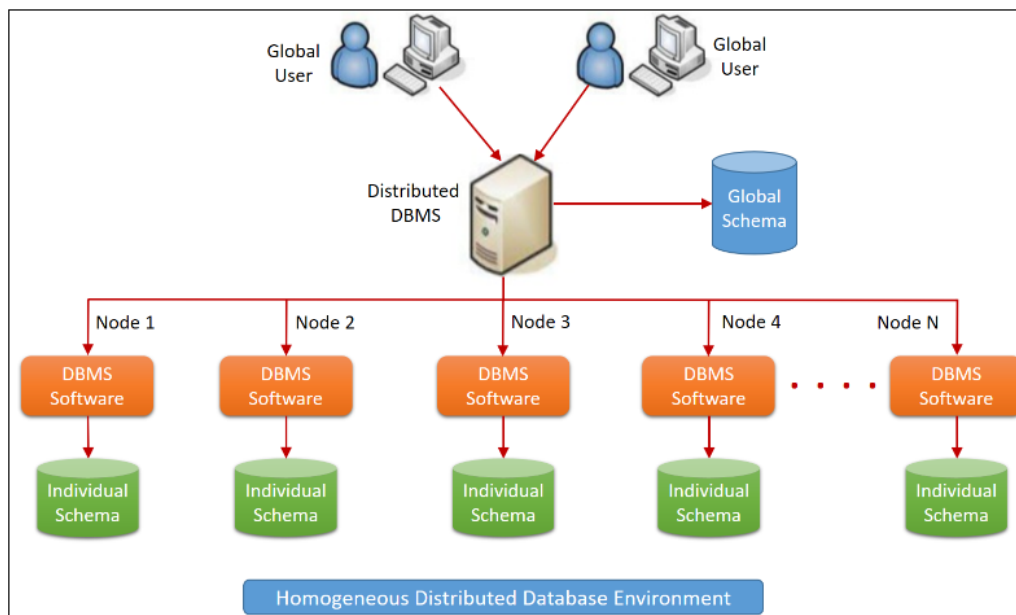 Global
User
Global
User
Distributed
DBMS
Global
Schema
Node 1
Node 2
Node 3
Node 4
Node N
DBMS
Software
DBMS
Software
DBMS
Software
DBMS
Software
DBMS
Software
Individual
Schema
Individual
Schema
Individual
Schema
Individual
Schema
Individual
Schema
Homogeneous Distributed Database Environment